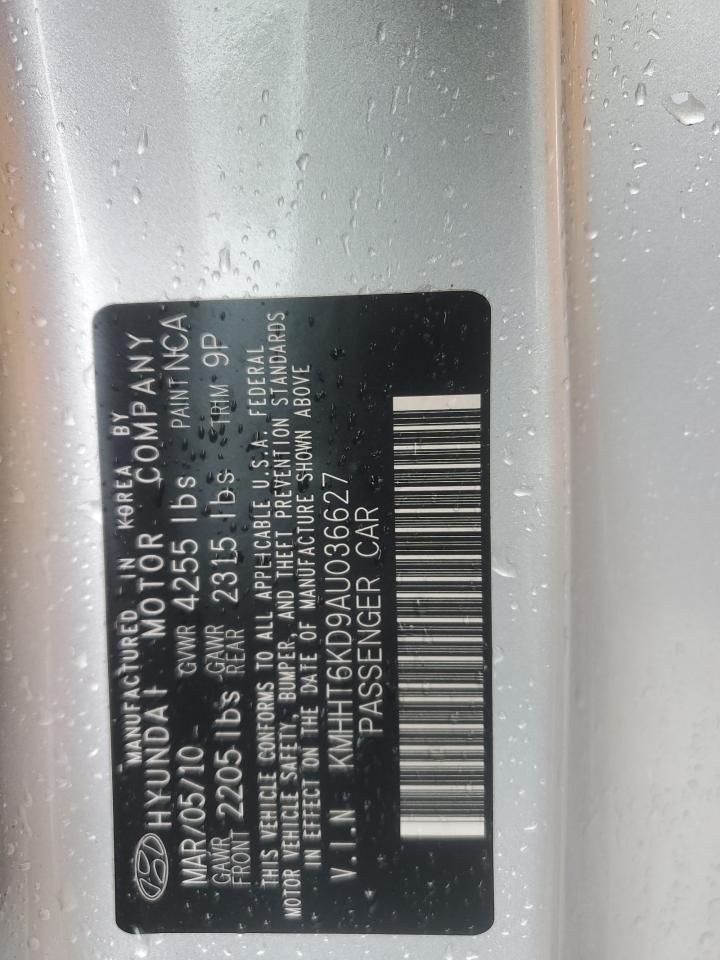 MANUFACTURED IN KOREA BY
HYUNDAI MOTOR COMPANY
MAR/05/10 GVWR 4255 lbs PAINT NCA
GAWR FRONT 2205 lbs GAWR REAR 2315 lbs TRIM 9P
THIS VEHICLE CONFORMS TO ALL APPLICABLE U.S.A. FEDERAL
MOTOR VEHICLE SAFETY, BUMPER, AND THEFT PREVENTION STANDARDS
IN EFFECT ON THE DATE OF MANUFACTURE SHOWN ABOVE
V.I.N KMHHT6KD9AU036627
PASSENGER CAR